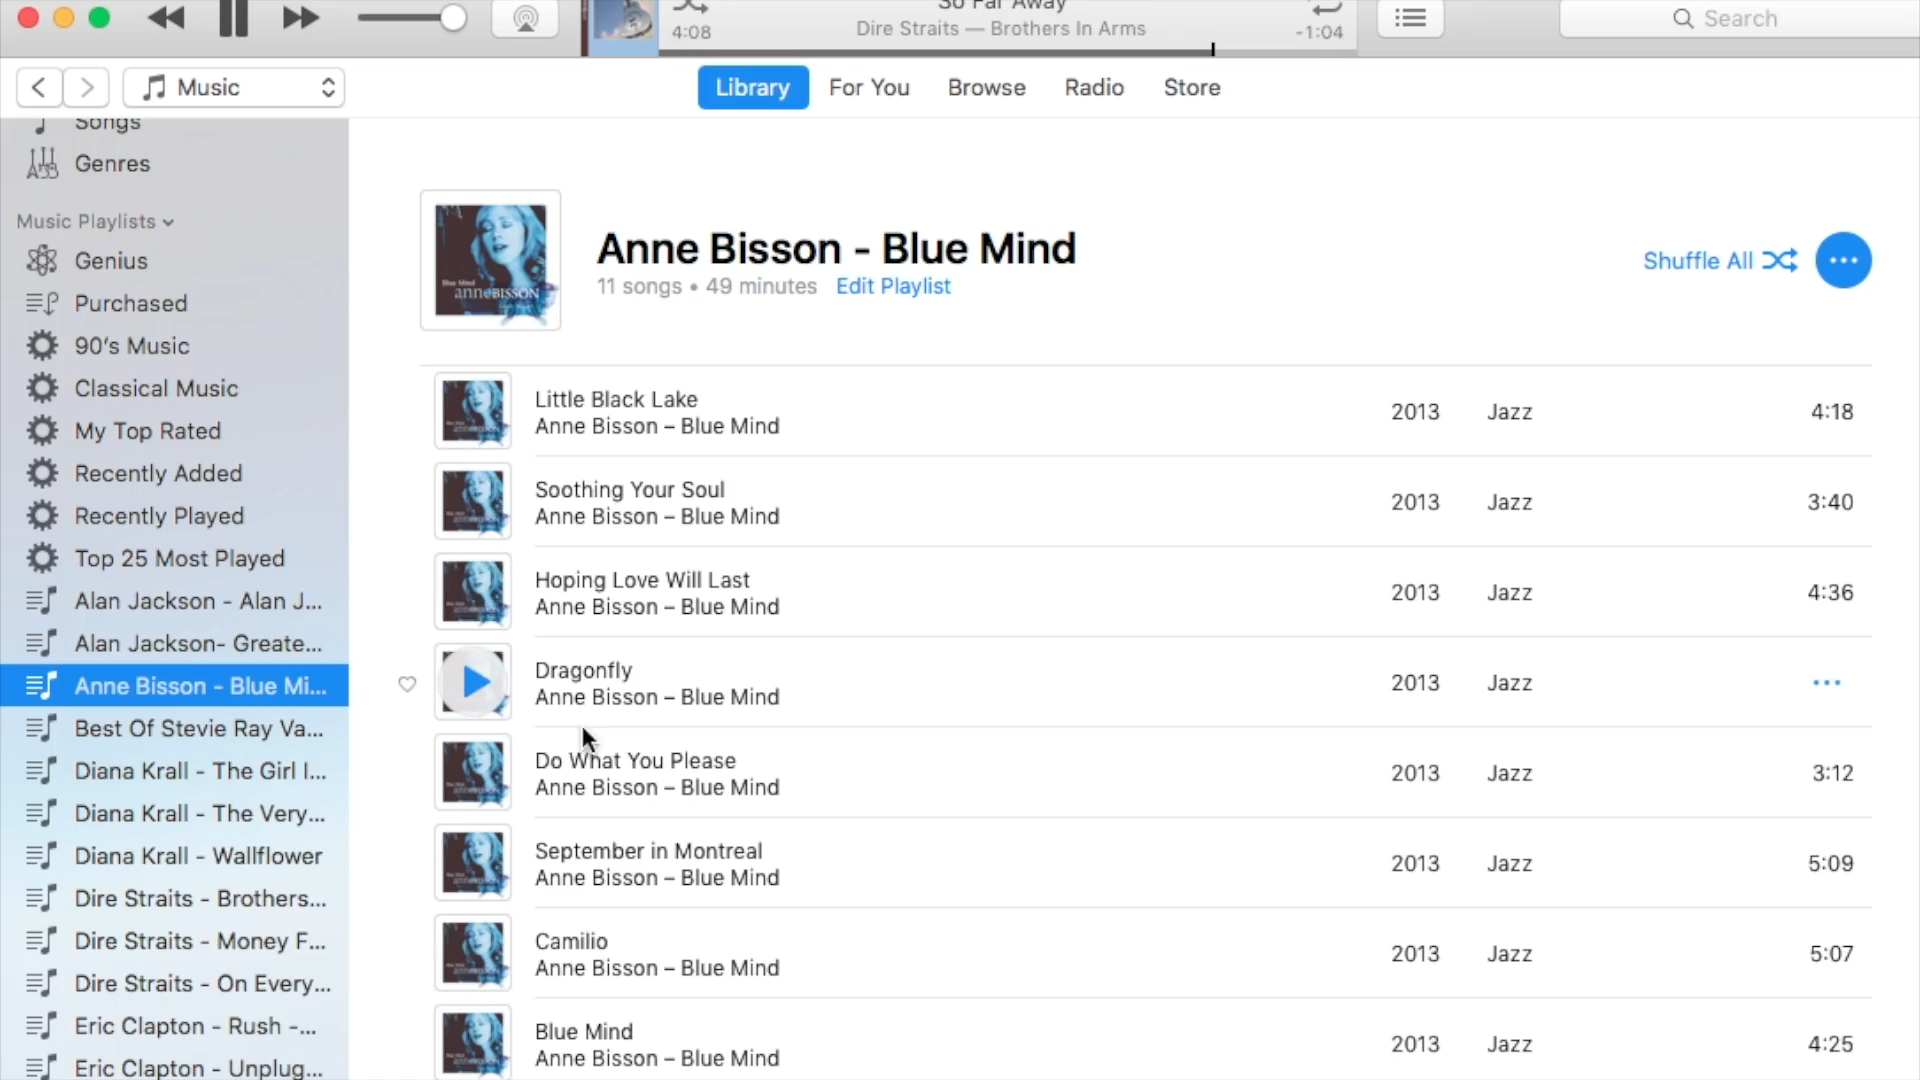 So Far Away
4:08
Dire Straits — Brothers In Arms
-1:04
Search
Music
Library
For You
Browse
Radio
Store
Songs
Genres
Music Playlists
Genius
Purchased
90's Music
Classical Music
My Top Rated
Recently Added
Recently Played
Top 25 Most Played
Alan Jackson - Alan J...
Alan Jackson- Greate...
Anne Bisson - Blue Mi...
Best Of Stevie Ray Va...
Diana Krall - The Girl I...
Diana Krall - The Very...
Diana Krall - Wallflower
Dire Straits - Brothers...
Dire Straits - Money F...
Dire Straits - On Every...
Eric Clapton - Rush -...
Eric Clapton - Unplug...
Blue Mind
anneBISSON
Anne Bisson - Blue Mind
11 songs • 49 minutes Edit Playlist
Shuffle All
Little Black Lake
Anne Bisson – Blue Mind
2013 Jazz 4:18
Soothing Your Soul
Anne Bisson – Blue Mind
2013 Jazz 3:40
Hoping Love Will Last
Anne Bisson – Blue Mind
2013 Jazz 4:36
Dragonfly
Anne Bisson – Blue Mind
2013 Jazz
Do What You Please
Anne Bisson – Blue Mind
2013 Jazz 3:12
September in Montreal
Anne Bisson – Blue Mind
2013 Jazz 5:09
Camilio
Anne Bisson – Blue Mind
2013 Jazz 5:07
Blue Mind
Anne Bisson – Blue Mind
2013 Jazz 4:25